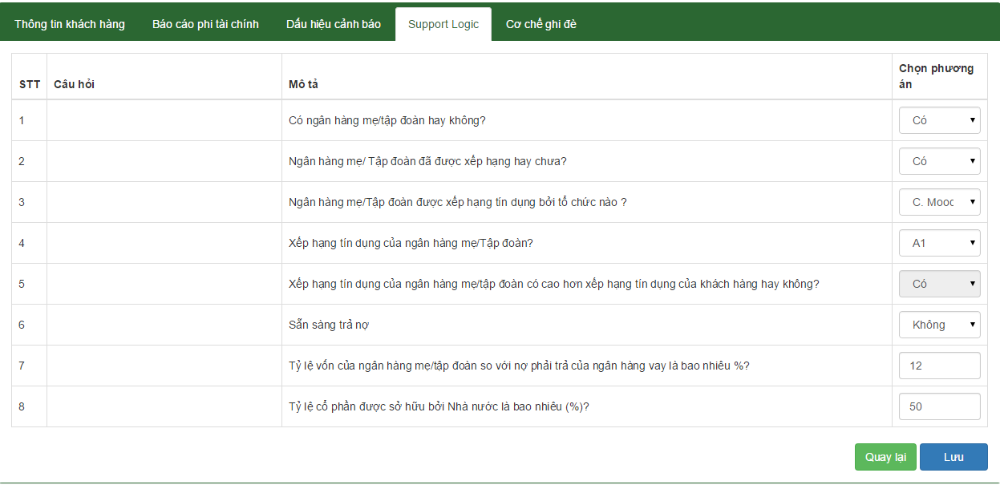 Thông tin khách hàng Báo cáo phi tài chính Dấu hiệu cảnh báo Support Logic Cơ chế ghi đè
STT Câu hỏi Mô tả Chọn phương án
1 Có ngân hàng mẹ/tập đoàn hay không? Có
2 Ngân hàng mẹ/ Tập đoàn đã được xếp hạng hay chưa? Có
3 Ngân hàng mẹ/Tập đoàn được xếp hạng tín dụng bởi tổ chức nào ? C. Mooc
4 Xếp hạng tín dụng của ngân hàng mẹ/Tập đoàn? A1
5 Xếp hạng tín dụng của ngân hàng mẹ/tập đoàn có cao hơn xếp hạng tín dụng của khách hàng hay không? Có
6 Sẵn sàng trả nợ Không
7 Tỷ lệ vốn của ngân hàng mẹ/tập đoàn so với nợ phải trả của ngân hàng vay là bao nhiêu %? 12
8 Tỷ lệ cổ phần được sở hữu bởi Nhà nước là bao nhiêu (%)? 50
Quay lại Lưu